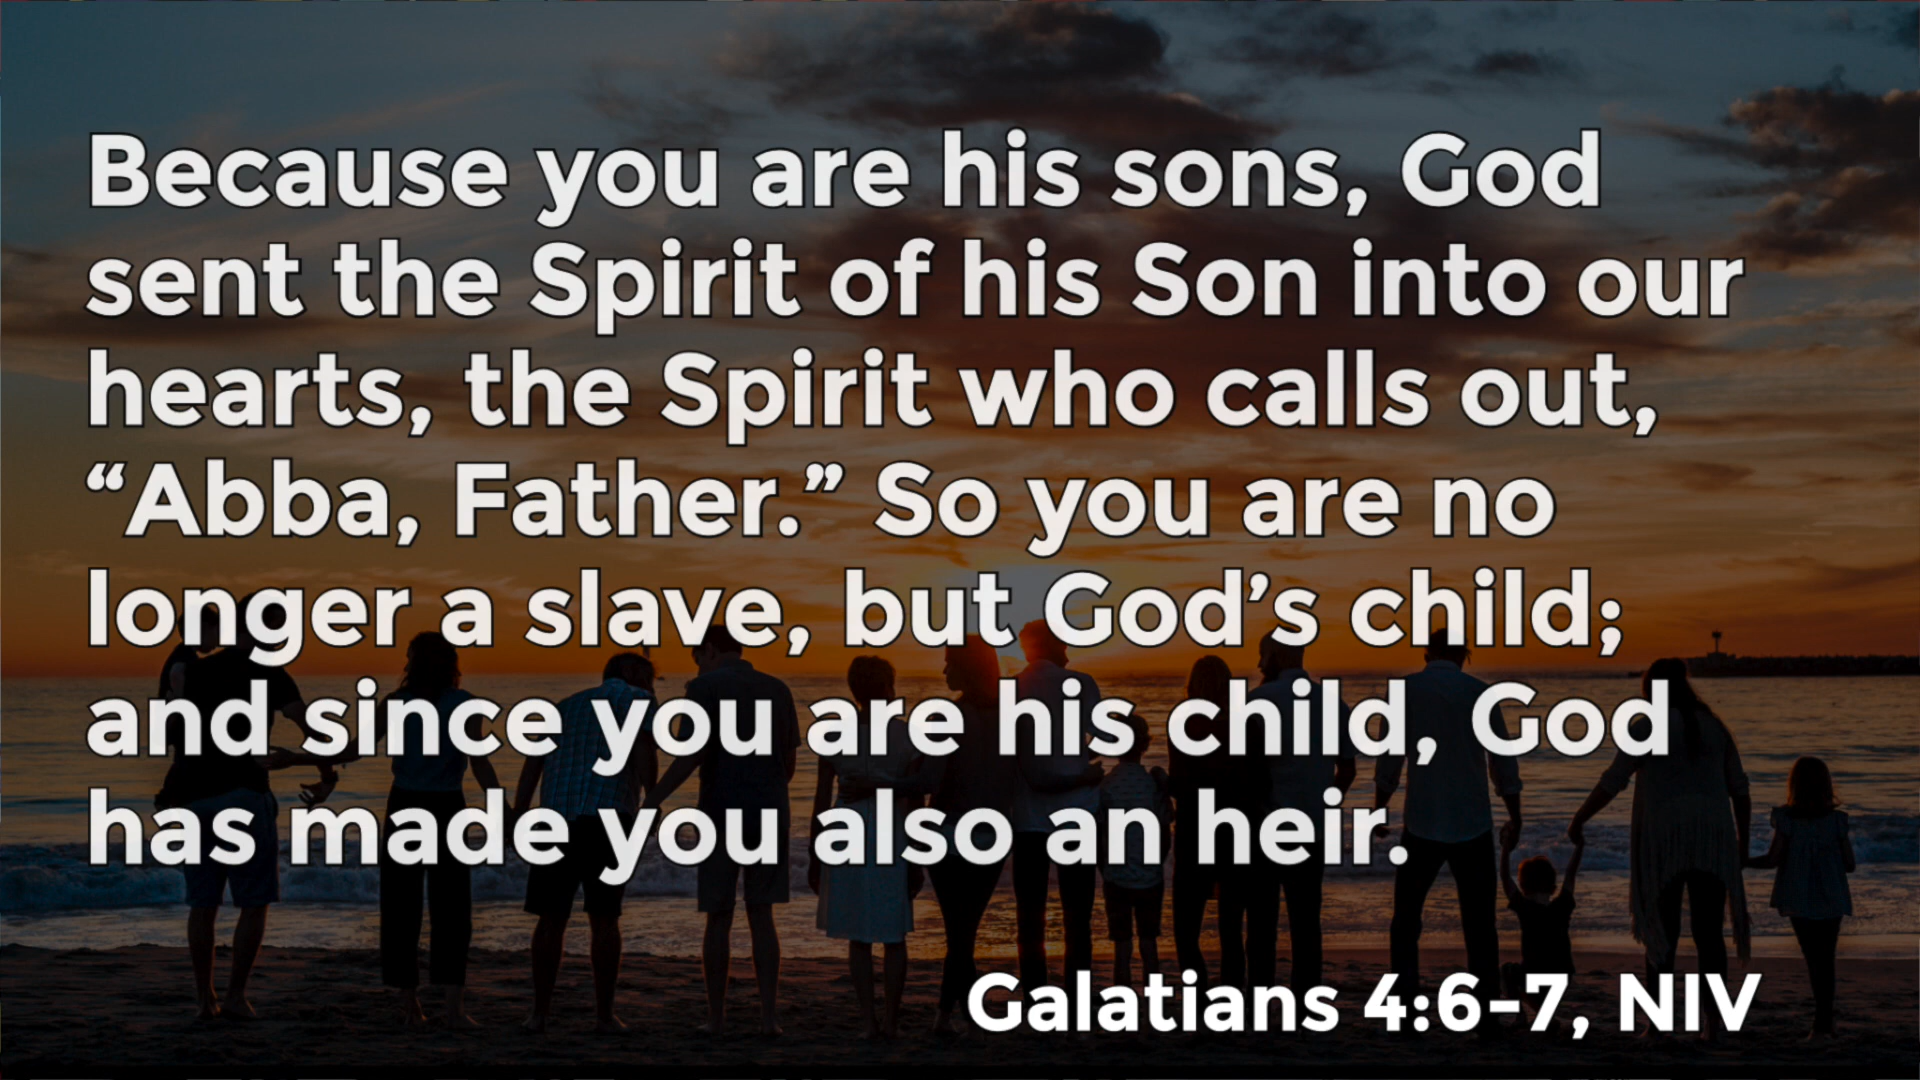 Because you are his sons, God
sent the Spirit of his Son into our
hearts, the Spirit who calls out,
“Abba, Father.” So you are no
longer a slave, but God’s child;
and since you are his child, God
has made you also an heir.
Galatians 4:6-7, NIV